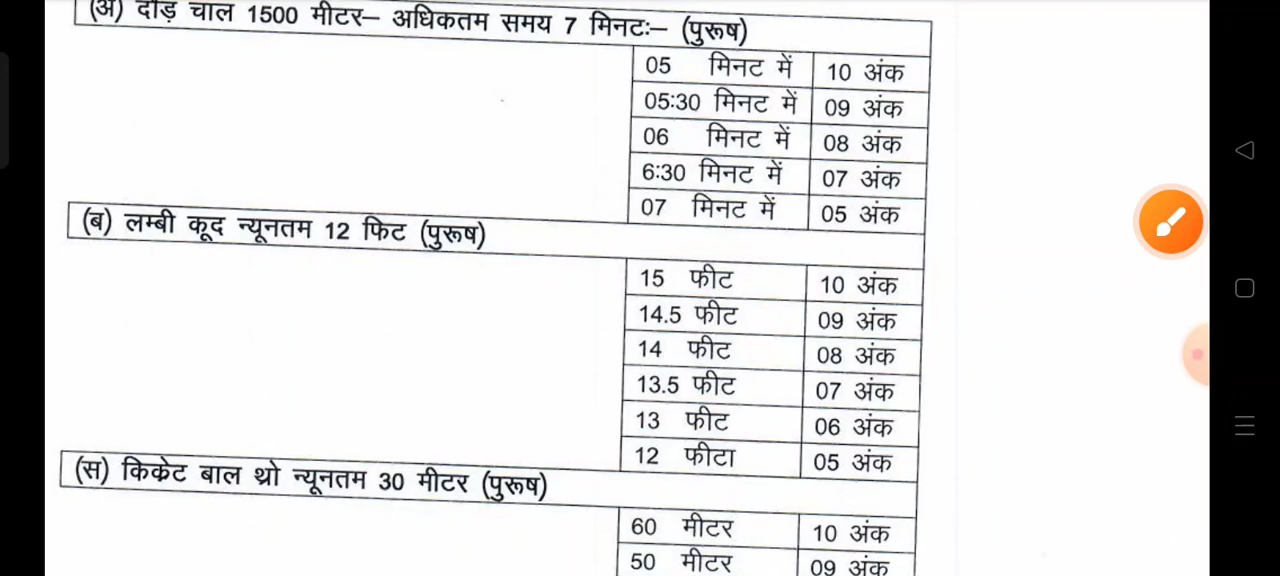 (अ) दौड़ चाल 1500 मीटर– अधिकतम समय 7 मिनटः– (पुरूष)
05 मिनट में 10 अंक
05:30 मिनट में 09 अंक
06 मिनट में 08 अंक
6:30 मिनट में 07 अंक
07 मिनट में 05 अंक
(ब) लम्बी कूद न्यूनतम 12 फिट (पुरूष)
15 फीट 10 अंक
14.5 फीट 09 अंक
14 फीट 08 अंक
13.5 फीट 07 अंक
13 फीट 06 अंक
12 फीटा 05 अंक
(स) किकेट बाल थ्रो न्यूनतम 30 मीटर (पुरूष)
60 मीटर 10 अंक
50 मीटर 09 अंक